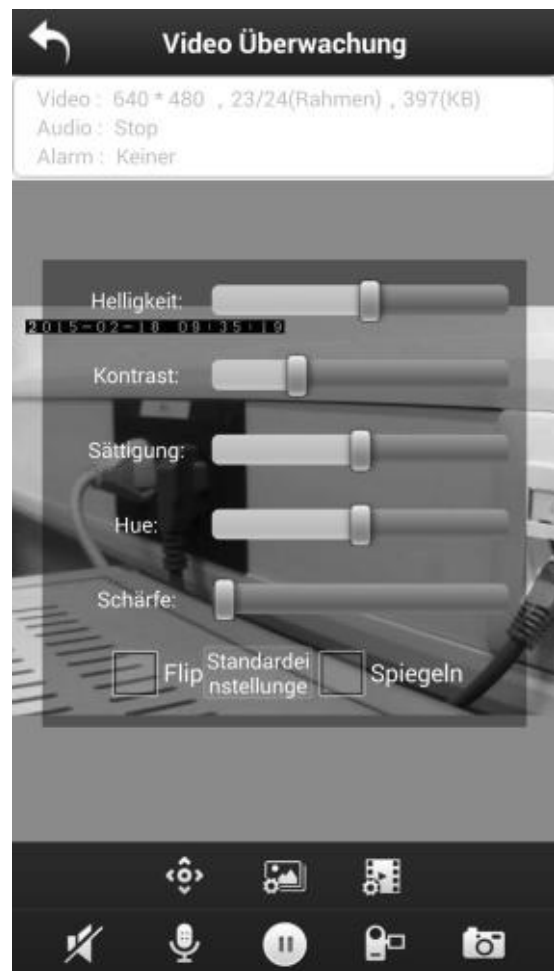 Video Überwachung
Video : 640 * 480 , 23/24(Rahmen) , 397(KB)
Audio : Stop
Alarm : Keiner
Helligkeit:
2015-02-18 09:35:19
Kontrast:
Sättigung:
Hue:
Schärfe:
Flip
Standardei
nstellunge
Spiegeln